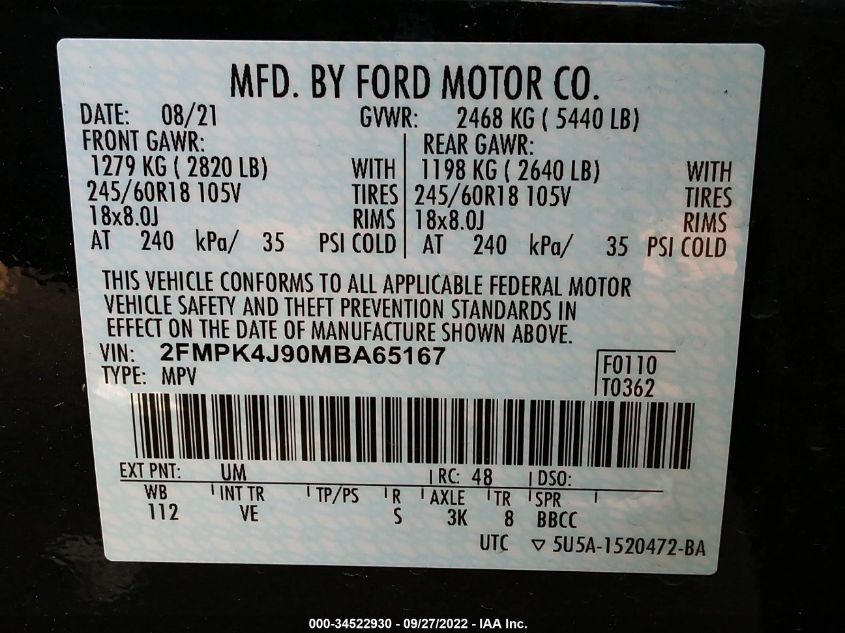 MFD. BY FORD MOTOR CO.
DATE: 08/21 GVWR: 2468 KG ( 5440 LB)
FRONT GAWR: REAR GAWR:
1279 KG ( 2820 LB) WITH 1198 KG ( 2640 LB) WITH
245/60R18 105V TIRES 245/60R18 105V TIRES
18x8.0J RIMS 18x8.0J RIMS
AT 240 kPa/ 35 PSI COLD AT 240 kPa/ 35 PSI COLD
THIS VEHICLE CONFORMS TO ALL APPLICABLE FEDERAL MOTOR
VEHICLE SAFETY AND THEFT PREVENTION STANDARDS IN
EFFECT ON THE DATE OF MANUFACTURE SHOWN ABOVE.
VIN: 2FMPK4J90MBA65167 F0110
TYPE: MPV T0362
EXT PNT: UM RC: 48 DSO:
WB INT TR TP/PS R AXLE TR SPR
112 VE S 3K 8 BBCC
UTC ▽ 5U5A-1520472-BA
000-34522930 - 09/27/2022 - IAA Inc.